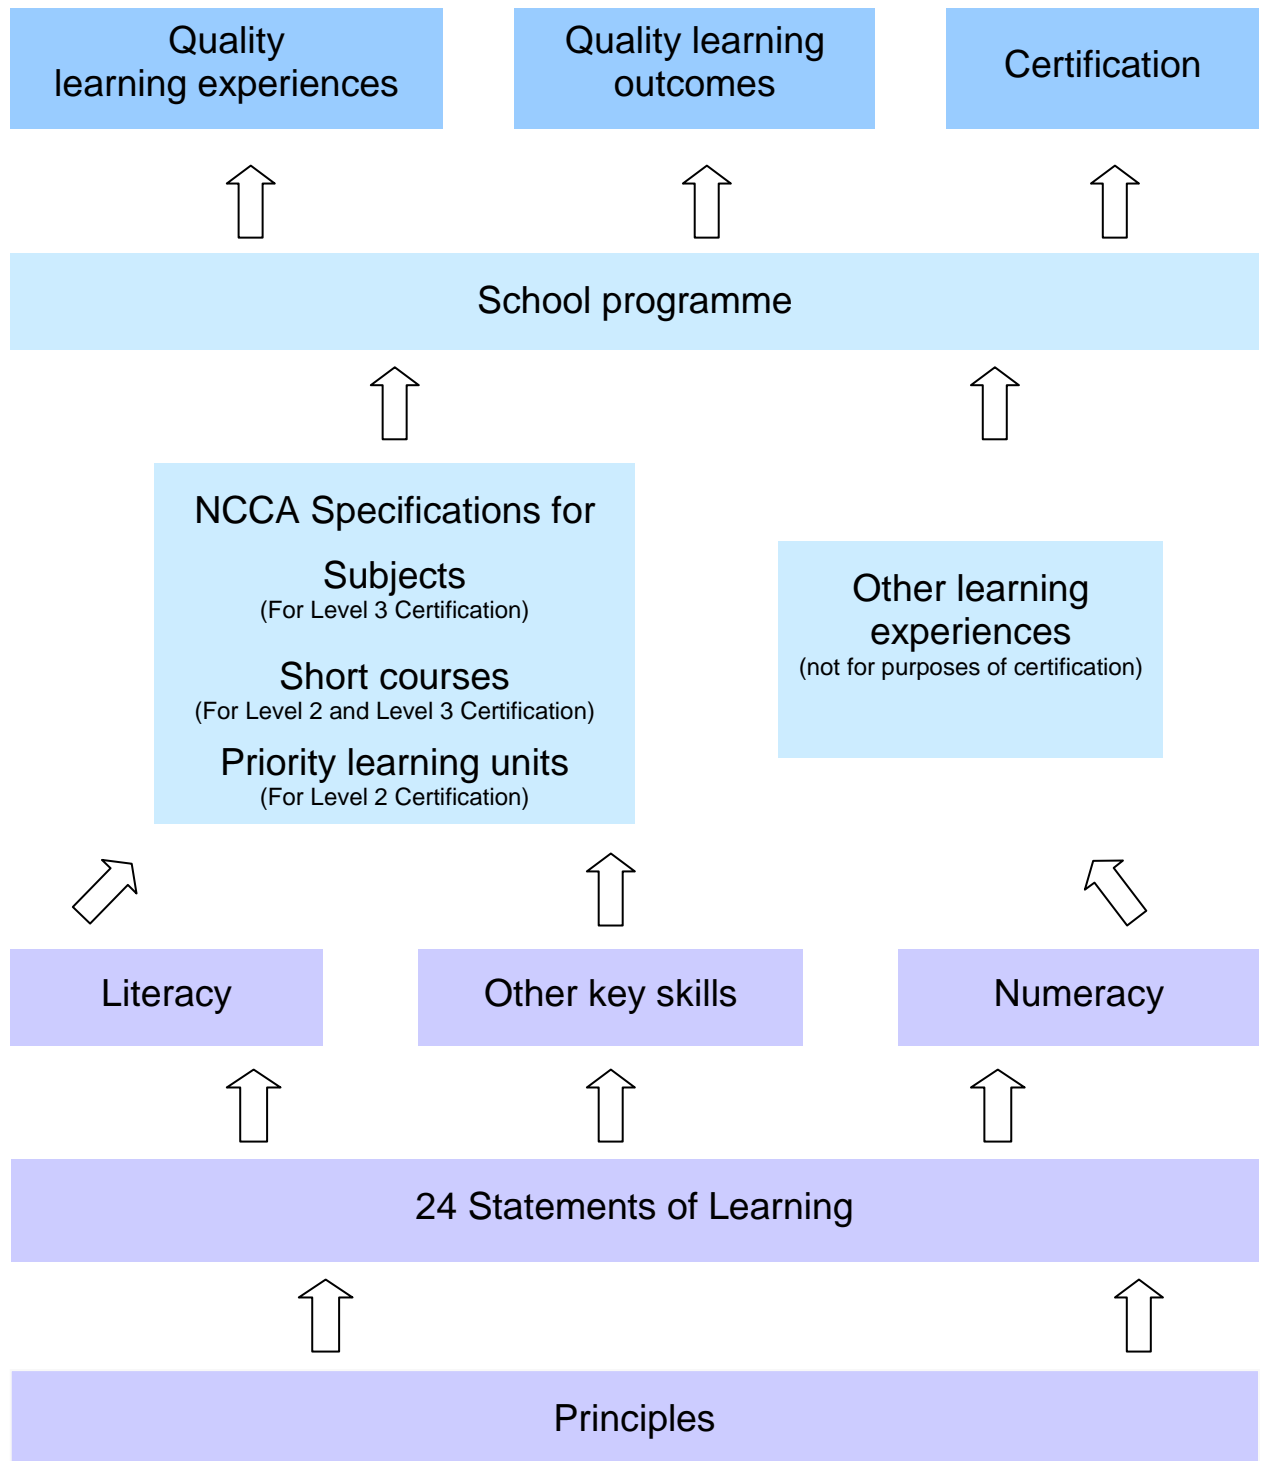 Quality
learning experiences
Quality learning
outcomes
Certification
School programme
NCCA Specifications for
Subjects
(For Level 3 Certification)
Short courses
(For Level 2 and Level 3 Certification)
Priority learning units
(For Level 2 Certification)
Other learning
experiences
(not for purposes of certification)
Literacy
Other key skills
Numeracy
24 Statements of Learning
Principles